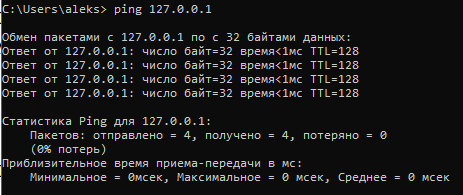 C:\Users\aleks> ping 127.0.0.1
Обмен пакетами с 127.0.0.1 по с 32 байтами данных:
Ответ от 127.0.0.1: число байт=32 время<1мс TTL=128
Ответ от 127.0.0.1: число байт=32 время<1мс TTL=128
Ответ от 127.0.0.1: число байт=32 время<1мс TTL=128
Ответ от 127.0.0.1: число байт=32 время<1мс TTL=128
Статистика Ping для 127.0.0.1:
Пакетов: отправлено = 4, получено = 4, потеряно = 0
(0% потерь)
Приблизительное время приема-передачи в мс:
Минимальное = 0мсек, Максимальное = 0 мсек, Среднее = 0 мсек